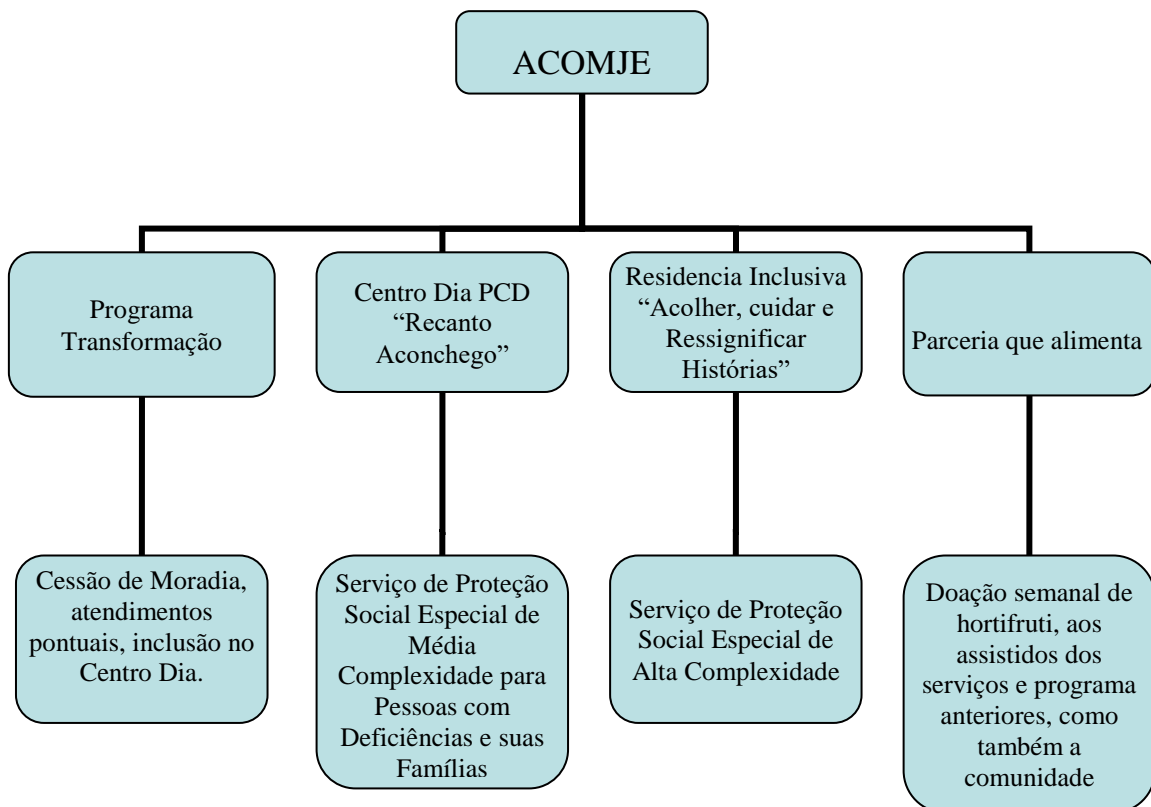 ACOMJE
Programa
Transformação
Centro Dia PCD
“Recanto
Aconchego”
Residencia Inclusiva
“Acolher, cuidar e
Ressignificar
Histórias”
Parceria que alimenta
Cessão de Moradia,
atendimentos
pontuais, inclusão no
Centro Dia.
Serviço de Proteção
Social Especial de
Média
Complexidade para
Pessoas com
Deficiências e suas
Famílias
Serviço de Proteção
Social Especial de
Alta Complexidade
Doação semanal de
hortifruti, aos
assistidos dos
serviços e programa
anteriores, como
também a
comunidade